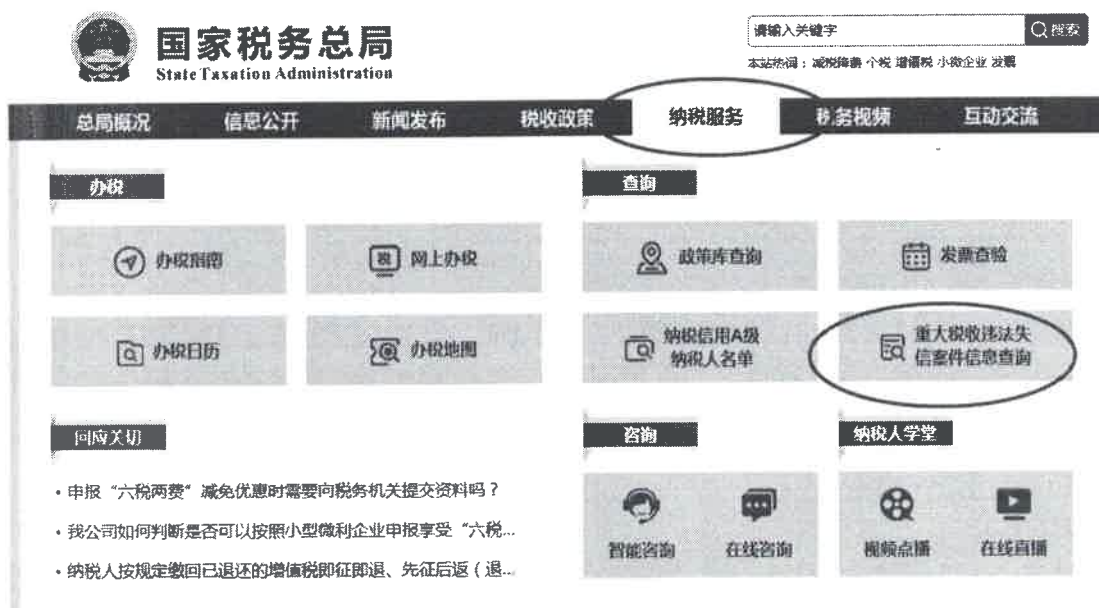 国家税务总局
State Taxation Administration
请输入关键字
搜索
本站热词：减税降费 个税 增值税 小微企业 发票
总局概况 信息公开 新闻发布 税收政策 纳税服务 税务视频 互动交流
办税
查询
办税指南
网上办税
政策库查询
发票查验
办税日历
办税地图
纳税信用A级
纳税人名单
重大税收违法失
信案件信息查询
回应关切
咨询
纳税人学堂
•申报“六税两费”减免优惠时需要向税务机关提交资料吗？
•我公司如何判断是否可以按照小型微利企业申报享受“六税...
•纳税人按规定缴回已退还的增值税即征即退、先征后返（退...
智能咨询
在线咨询
视频点播
在线直播